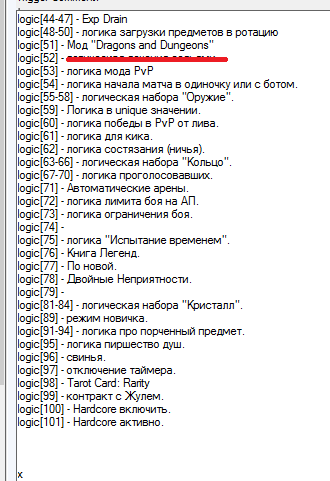 logic[44-47] - Exp Drain
logic[48-50] - логика загрузки предметов в ротацию
logic[51] - Мод "Dragons and Dungeons"
logic[52] -
logic[53] - логика мода PvP
logic[54] - логика начала матча в одиночку или с ботом.
logic[55-58] - логическая набора "Оружие".
logic[59] - Логика в unique значении.
logic[60] - логика победы в PvP от лива.
logic[61] - логика для кика.
logic[62] - логика состязания (ничья).
logic[63-66] - логическая набора "Кольцо".
logic[67-70] - логика проголосовавших.
logic[71] - Автоматические арены.
logic[72] - логика лимита боя на АП.
logic[73] - логика ограничения боя.
logic[74] -
logic[75] - логика "Испытание временем".
logic[76] - Книга Легенд.
logic[77] - По новой.
logic[78] - Двойные Неприятности.
logic[79] -
logic[81-84] - логическая набора "Кристалл".
logic[89] - режим новичка.
logic[91-94] - логика про порченный предмет.
logic[95] - логика пиршество душ.
logic[96] - свинья.
logic[97] - отключение таймера.
logic[98] - Tarot Card: Rarity
logic[99] - контракт с Жулем.
logic[100] - Hardcore включить.
logic[101] - Hardcore активно.
x